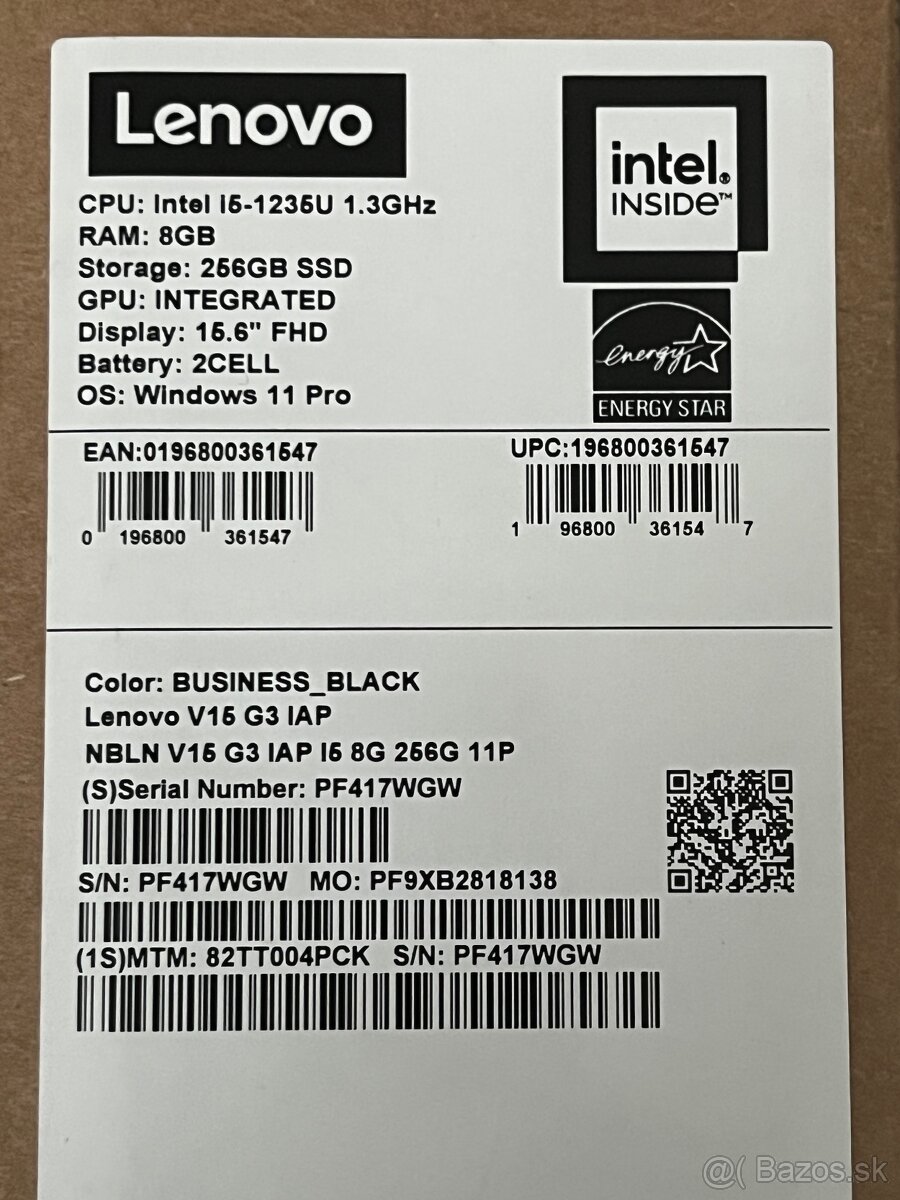 Lenovo
intel.
INSIDE™
CPU: Intel i5-1235U 1.3GHz
RAM: 8GB
Storage: 256GB SSD
GPU: INTEGRATED
Display: 15.6" FHD
Battery: 2CELL
OS: Windows 11 Pro
energy
ENERGY STAR
EAN:0196800361547
0 196800 361547
UPC:196800361547
1 96800 36154 7
Color: BUSINESS_BLACK
Lenovo V15 G3 IAP
NBLN V15 G3 IAP I5 8G 256G 11P
(S)Serial Number: PF417WGW
S/N: PF417WGW MO: PF9XB2818138
(1S)MTM: 82TT004PCK S/N: PF417WGW
@( Bazos.sk